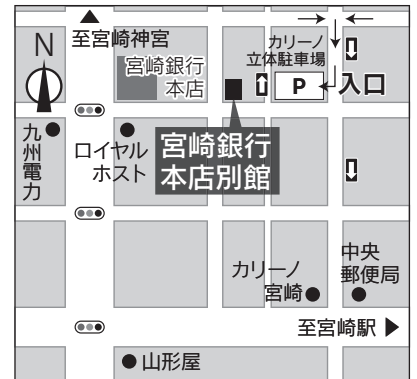 N
至宮崎神宮
宮崎銀行
本店
カリーノ
立体駐車場
P
入口
九州電力
ロイヤル
ホスト
宮崎銀行
本店別館
カリーノ
宮崎
中央
郵便局
至宮崎駅
山形屋